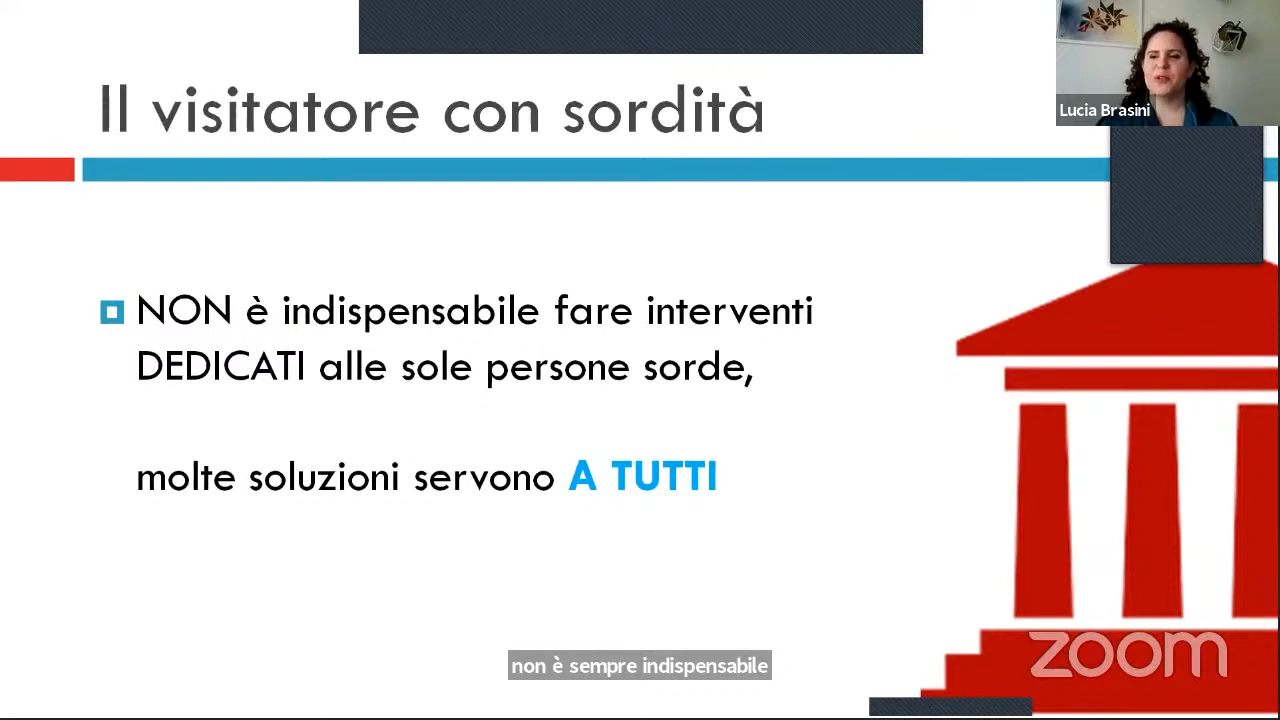 Il visitatore con sordità
Lucia Brasini
NON è indispensabile fare interventi
DEDICATI alle sole persone sorde,
molte soluzioni servono A TUTTI
non è sempre indispensabile
zoom